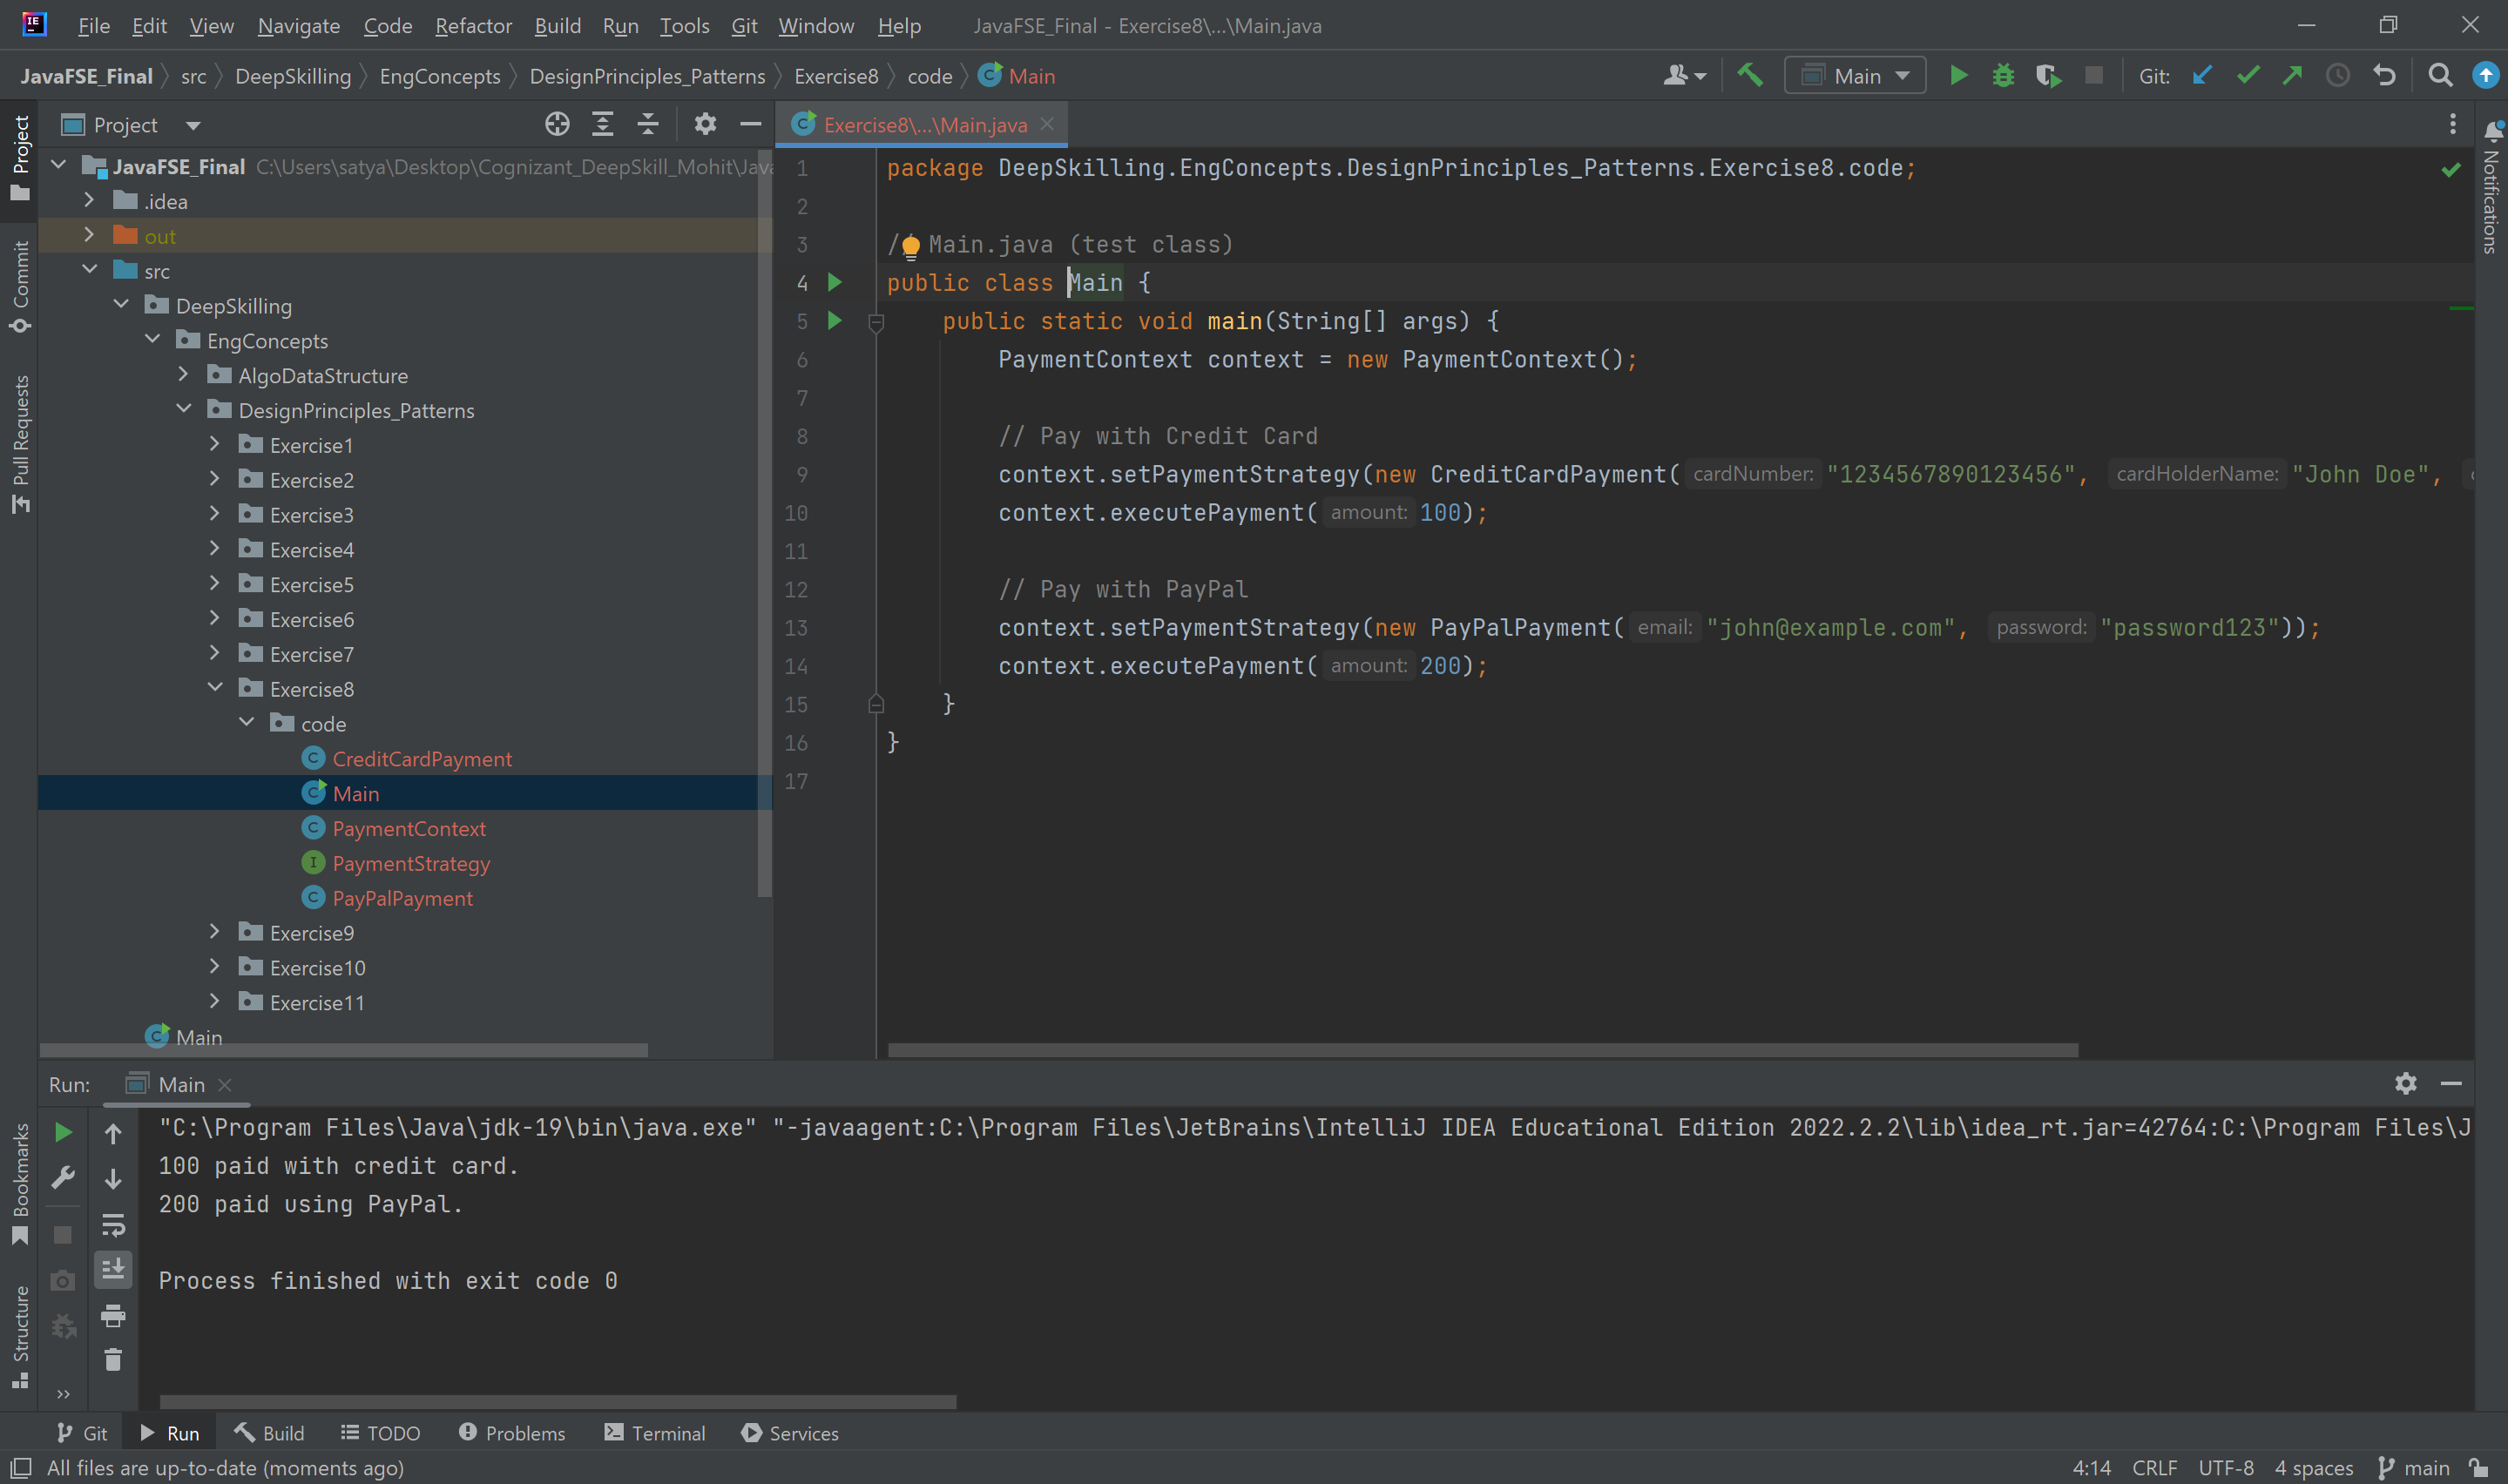 File Edit View Navigate Code Refactor Build Run Tools Git Window Help JavaFSE_Final - Exercise8\...\Main.java
JavaFSE_Final src DeepSkilling EngConcepts DesignPrinciples_Patterns Exercise8 code Main
Main
Git:
Project
Commit
Pull Requests
Bookmarks
Structure
Project
JavaFSE_Final C:\Users\satya\Desktop\Cognizant_DeepSkill_Mohit\Java
.idea
out
src
DeepSkilling
EngConcepts
AlgoDataStructure
DesignPrinciples_Patterns
Exercise1
Exercise2
Exercise3
Exercise4
Exercise5
Exercise6
Exercise7
Exercise8
code
CreditCardPayment
Main
PaymentContext
PaymentStrategy
PayPalPayment
Exercise9
Exercise10
Exercise11
Main
Exercise8\...\Main.java
1 package DeepSkilling.EngConcepts.DesignPrinciples_Patterns.Exercise8.code;
2
3 // Main.java (test class)
4 public class Main {
5 public static void main(String[] args) {
6 PaymentContext context = new PaymentContext();
7
8 // Pay with Credit Card
9 context.setPaymentStrategy(new CreditCardPayment( cardNumber: "1234567890123456", cardHolderName: "John Doe",
10 context.executePayment( amount: 100);
11
12 // Pay with PayPal
13 context.setPaymentStrategy(new PayPalPayment( email: "john@example.com", password: "password123"));
14 context.executePayment( amount: 200);
15 }
16 }
17
Notifications
Run: Main
"C:\Program Files\Java\jdk-19\bin\java.exe" "-javaagent:C:\Program Files\JetBrains\IntelliJ IDEA Educational Edition 2022.2.2\lib\idea_rt.jar=42764:C:\Program Files\J
100 paid with credit card.
200 paid using PayPal.
Process finished with exit code 0
Git Run Build TODO Problems Terminal Services
All files are up-to-date (moments ago)
4:14 CRLF UTF-8 4 spaces main